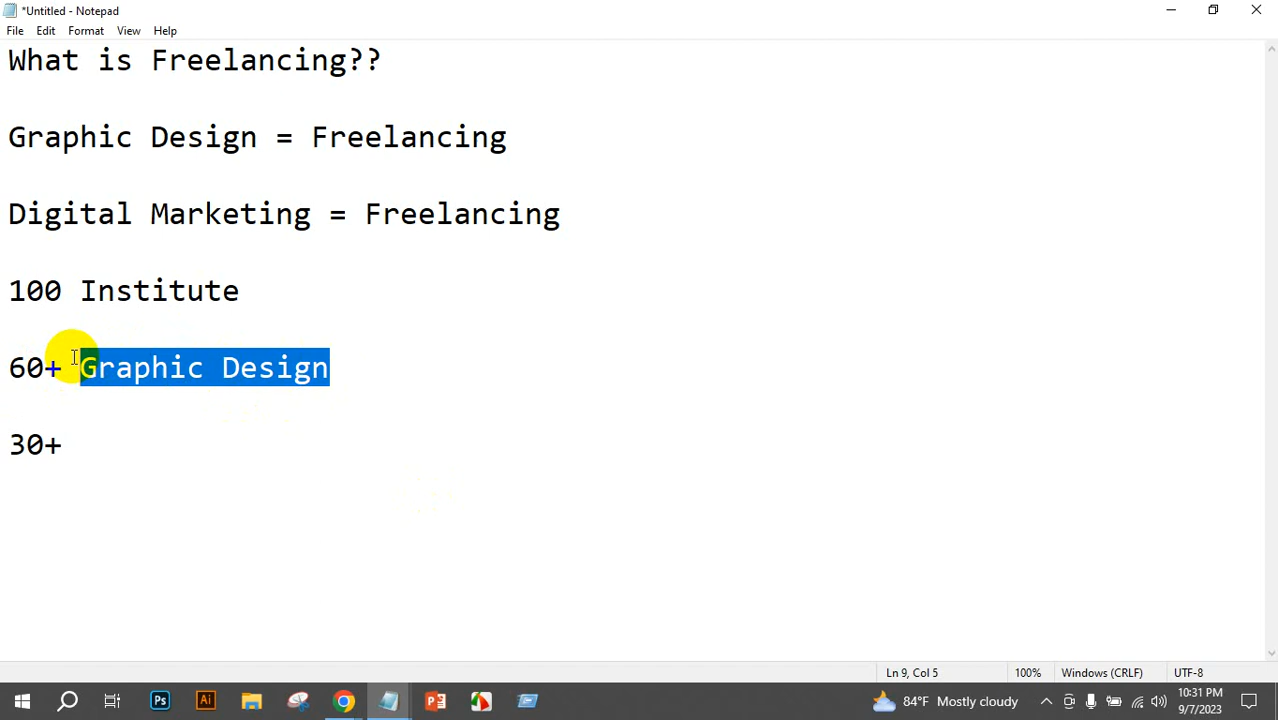 *Untitled - Notepad
File Edit Format View Help
What is Freelancing??
Graphic Design = Freelancing
Digital Marketing = Freelancing
100 Institute
60+ Graphic Design
30+
Ln 9, Col 5 100% Windows (CRLF) UTF-8
Ps Ai 84°F Mostly cloudy 10:31 PM
9/7/2023